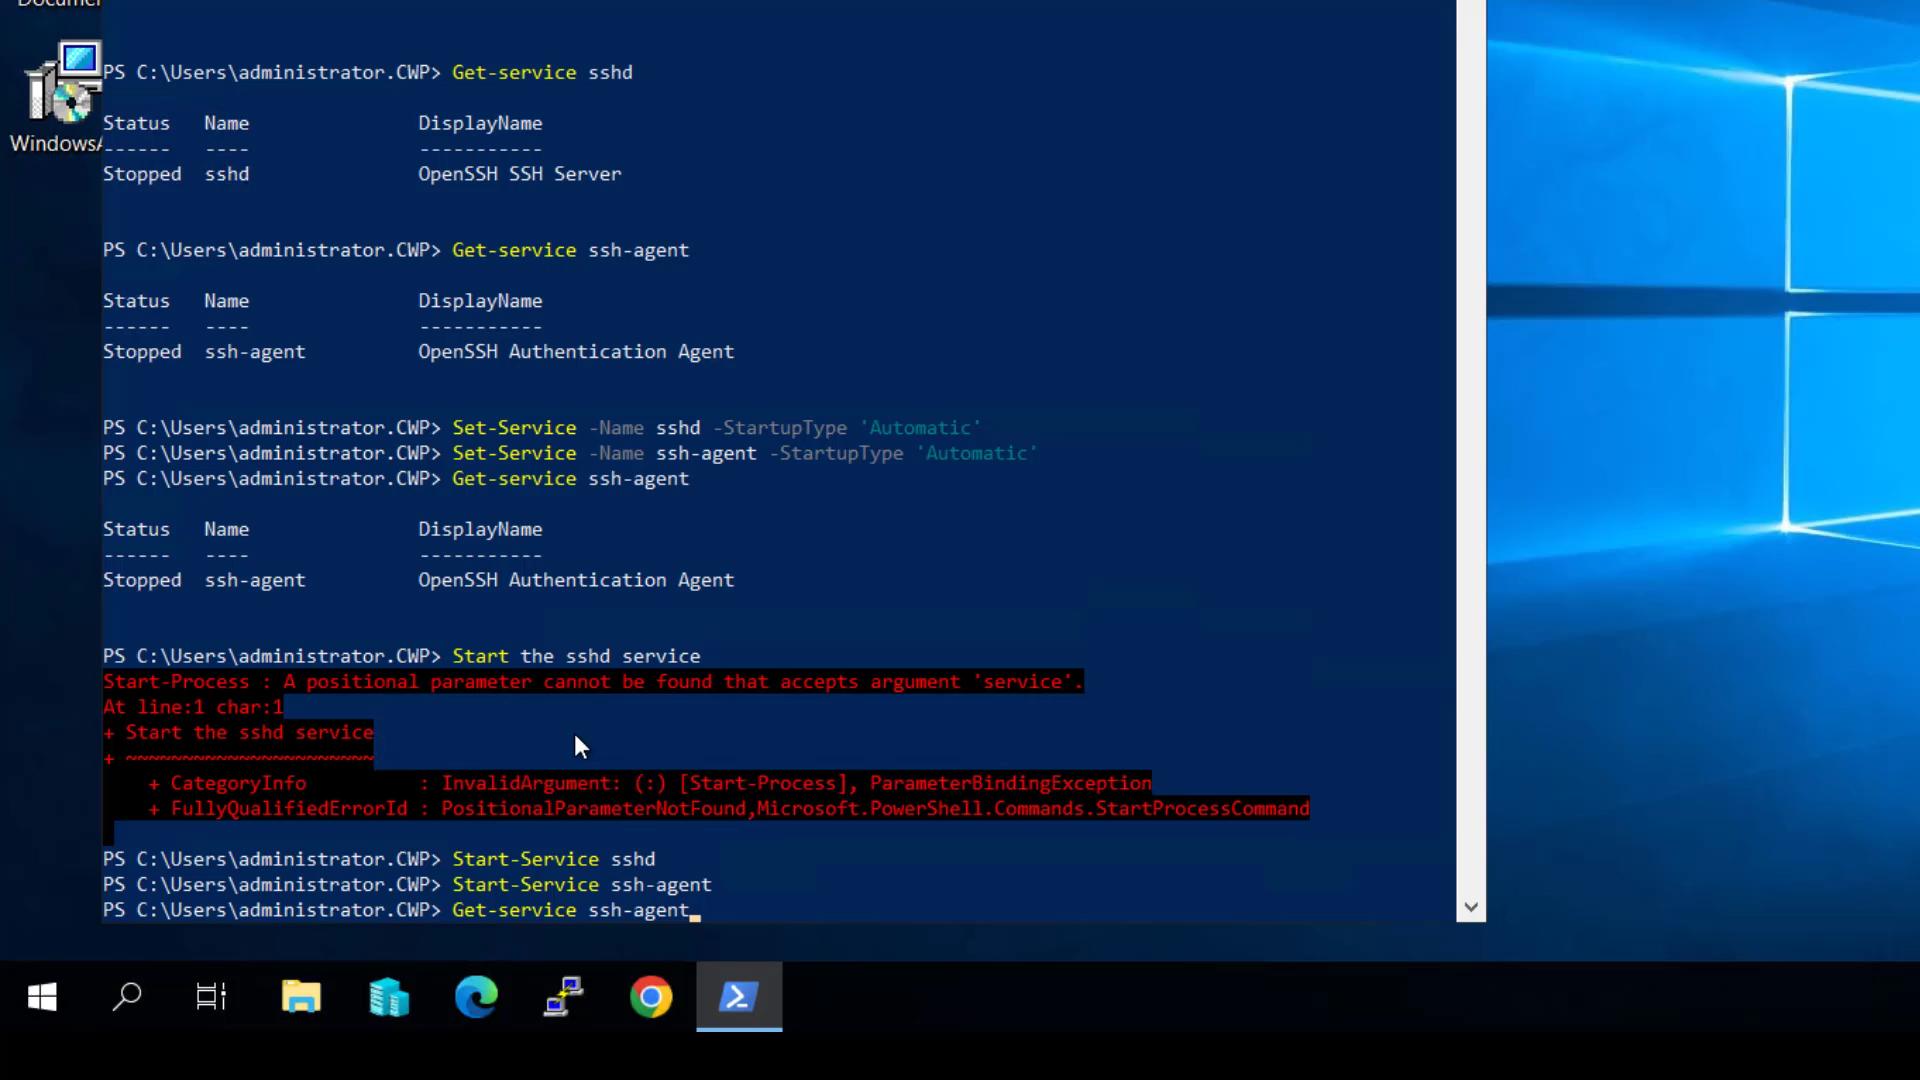 PS C:\Users\administrator.CWP> Get-service sshd
Status Name DisplayName
WindowsA
------ ---- -----------
Stopped sshd OpenSSH SSH Server
PS C:\Users\administrator.CWP> Get-service ssh-agent
Status Name DisplayName
------ ---- -----------
Stopped ssh-agent OpenSSH Authentication Agent
PS C:\Users\administrator.CWP> Set-Service -Name sshd -StartupType 'Automatic'
PS C:\Users\administrator.CWP> Set-Service -Name ssh-agent -StartupType 'Automatic'
PS C:\Users\administrator.CWP> Get-service ssh-agent
Status Name DisplayName
------ ---- -----------
Stopped ssh-agent OpenSSH Authentication Agent
PS C:\Users\administrator.CWP> Start the sshd service
Start-Process : A positional parameter cannot be found that accepts argument 'service'.
At line:1 char:1
+ Start the sshd service
+ ~~~~~~~~~~~~~~~~~~~~~~
+ CategoryInfo : InvalidArgument: (:) [Start-Process], ParameterBindingException
+ FullyQualifiedErrorId : PositionalParameterNotFound,Microsoft.PowerShell.Commands.StartProcessCommand
PS C:\Users\administrator.CWP> Start-Service sshd
PS C:\Users\administrator.CWP> Start-Service ssh-agent
PS C:\Users\administrator.CWP> Get-service ssh-agent